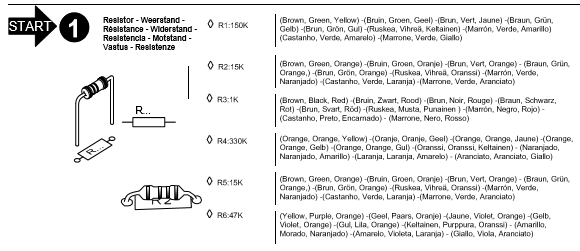 START 1
Resistor - Weerstand -
Résistance - Widerstand -
Resistencia - Motstand -
Vastus - Resistenze
R1:150K
(Brown, Green, Yellow) -(Bruin, Groen, Geel) -(Brun, Vert, Jaune) -(Braun, Grün,
Gelb) -(Brun, Grön, Gul) -(Ruskea, Vihreä, Keltainen) -(Marrón, Verde, Amarillo)
(Castanho, Verde, Amarelo) -(Marrone, Verde, Giallo)
R2:15K
(Brown, Green, Orange) -(Bruin, Groen, Oranje) -(Brun, Vert, Orange) - (Braun, Grün,
Orange,) -(Brun, Grön, Orange) -(Ruskea, Vihreä, Oranssi) -(Marrón, Verde,
Naranjado) -(Castanho, Verde, Laranja) -(Marrone, Verde, Aranciato)
R3:1K
(Brown, Black, Red) -(Bruin, Zwart, Rood) -(Brun, Noir, Rouge) -(Braun, Schwarz,
Rot) -(Brun, Svart, Röd) -(Ruskea, Musta, Punainen ) -(Marrón, Negro, Rojo) -
(Castanho, Preto, Encarnado) - (Marrone, Nero, Rosso)
R...
R...
R4:330K
(Orange, Orange, Yellow) -(Oranje, Oranje, Geel) -(Orange, Orange, Jaune) -(Orange,
Orange, Gelb) -(Orange, Orange, Gul) -(Oranssi, Oranssi, Keltainen) - (Naranjado,
Naranjado, Amarillo) -(Laranja, Laranja, Amarelo) - (Aranciato, Aranciato, Giallo)
R5:15K
(Brown, Green, Orange) -(Bruin, Groen, Oranje) -(Brun, Vert, Orange) -(Braun, Grün,
Orange,) -(Brun, Grön, Orange) -(Ruskea, Vihreä, Oranssi) -(Marrón, Verde,
Naranjado) -(Castanho, Verde, Laranja) -(Marrone, Verde, Aranciato)
R2
R6:47K
(Yellow, Purple, Orange) -(Geel, Paars, Oranje) -(Jaune, Violet, Orange) -(Gelb,
Violet, Orange) -(Gul, Lila, Orange) -(Keltainen, Purppura, Oranssi) - (Amarillo,
Morado, Naranjado) -(Amarelo, Violeta, Laranja) - (Giallo, Viola, Aranciato)